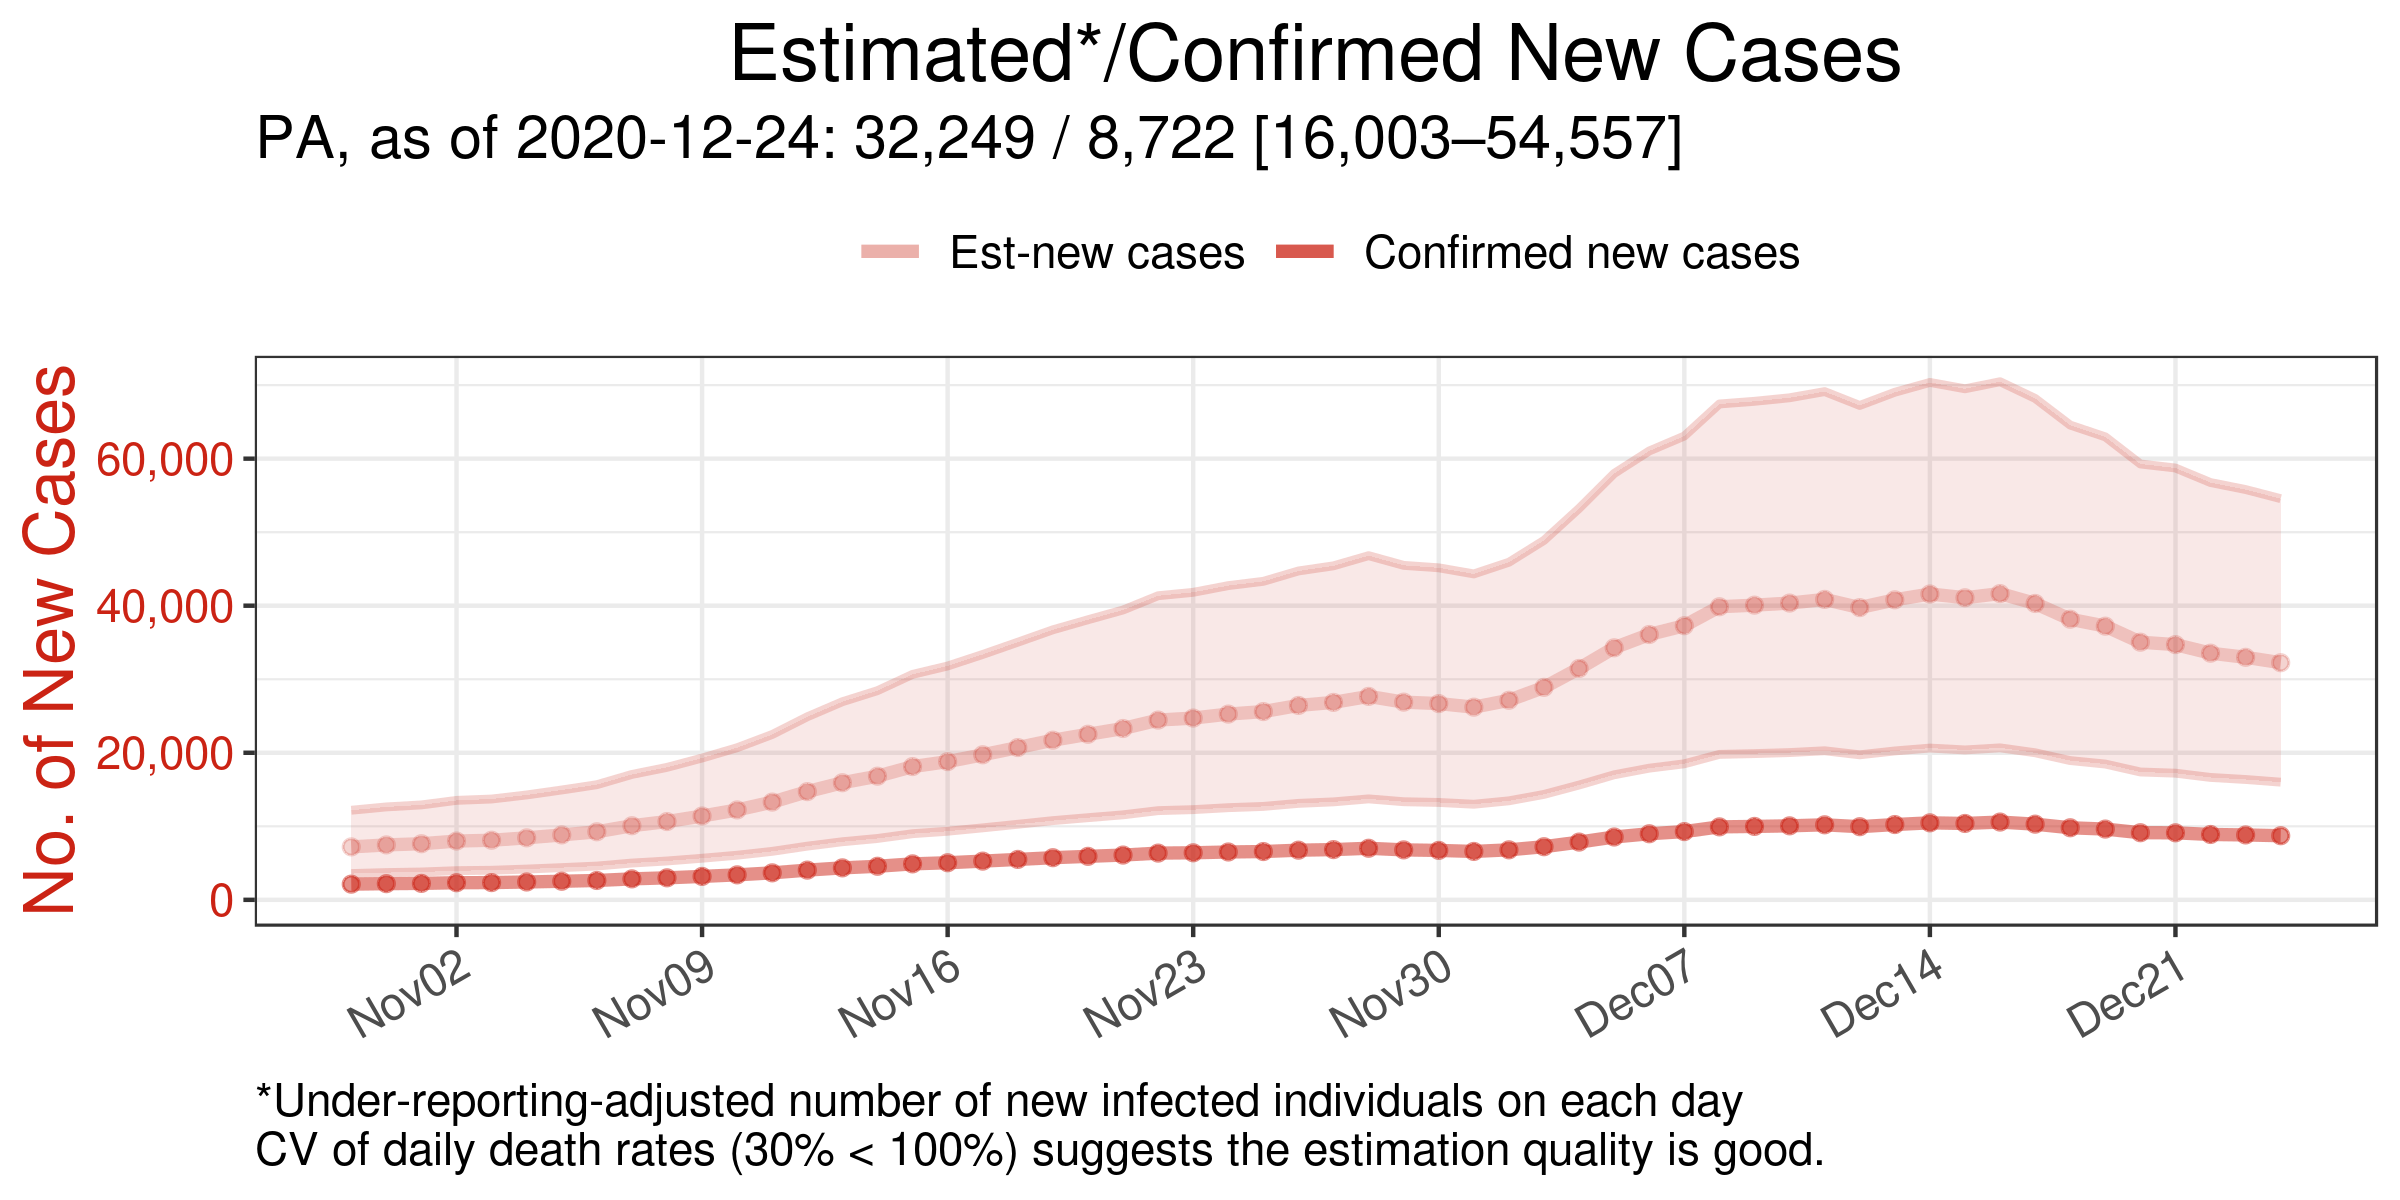 Estimated*/Confirmed New Cases
PA, as of 2020-12-24: 32,249 / 8,722 [16,003–54,557]
Est-new cases
Confirmed new cases
No. of New Cases
60,000
40,000
20,000
0
Nov02
Nov09
Nov16
Nov23
Nov30
Dec07
Dec14
Dec21
*Under-reporting-adjusted number of new infected individuals on each day
CV of daily death rates (30% < 100%) suggests the estimation quality is good.